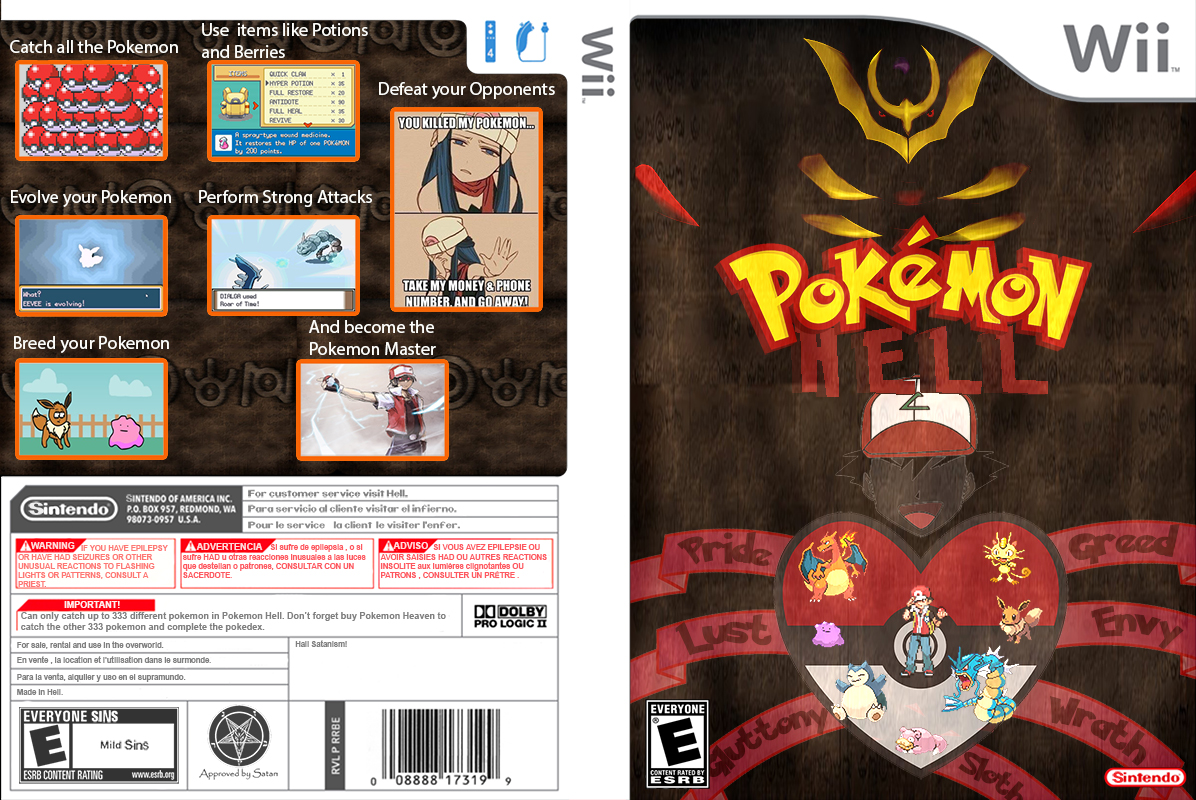 Catch all the Pokemon
Use items like Potions
and Berries
ITEMS
QUICK CLAW × 1
HYPER POTION × 35
FULL RESTORE × 20
ANTIDOTE × 90
FULL HEAL × 35
REVIVE × 30
A spray-type wound medicine.
It restores the HP of one POKéMON
by 200 points.
Defeat your Opponents
YOU KILLED MY POKEMON...
TAKE MY MONEY & PHONE
NUMBER, AND GO AWAY!
Evolve your Pokemon
What?
EEVEE is evolving!
Perform Strong Attacks
DIALGA used
Roar of Time!
Breed your Pokemon
And become the
Pokemon Master
4
Wii™
Sintendo
SINTENDO OF AMERICA INC.
P.O. BOX 957, REDMOND, WA
98073-0957 U.S.A.
For customer service visit Hell.
Para servicio al cliente visitar el infierno.
Pour le service la client le visiter l'enfer.
WARNING IF YOU HAVE EPILEPSY
OR HAVE HAD SEIZURES OR OTHER
UNUSUAL REACTIONS TO FLASHING
LIGHTS OR PATTERNS, CONSULT A
PRIEST.
ADVERTENCIA Si sufre de epilepsia , o si
sufre HAD u otras reacciones inusuales a las luces
que destellan o patrones, CONSULTAR CON UN
SACERDOTE.
ADVISO SI VOUS AVEZ EPILEPSIE OU
AVOIR SAISIES HAD OU AUTRES REACTIONS
INSOLITE aux lumières clignotantes OU
PATRONS , CONSULTER UN PRÊTRE .
IMPORTANT!
Can only catch up to 333 different pokemon in Pokemon Hell. Don't forget buy Pokemon Heaven to
catch the other 333 pokemon and complete the pokedex.
DOLBY
PRO LOGIC II
For sale, rental and use in the overworld.
En vente , la location et l'utilisation dans le surmonde.
Para la venta, alquiler y uso en el supramundo.
Made in Hell.
Hail Satanism!
EVERYONE SINS
E
Mild Sins
ESRB CONTENT RATING www.esrb.org
Approved by Satan
RVL P RRBE
0 08888 17319 9
Wii™
POKéMON
HELL
Pride
Greed
Lust
Envy
Gluttony
Wrath
Sloth
EVERYONE
E
®
CONTENT RATED BY
ESRB
Sintendo